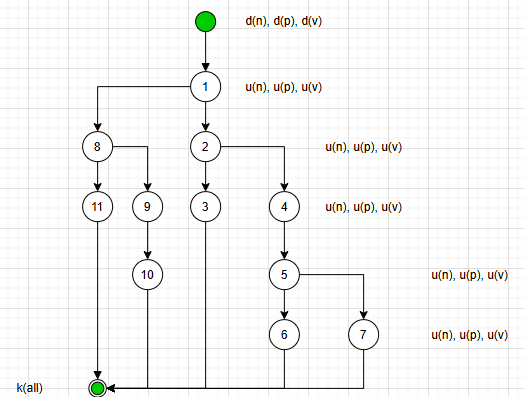 d(n), d(p), d(v)
1 u(n), u(p), u(v)
8 2 u(n), u(p), u(v)
11 9 3 4 u(n), u(p), u(v)
10 5 u(n), u(p), u(v)
6 7 u(n), u(p), u(v)
k(all)